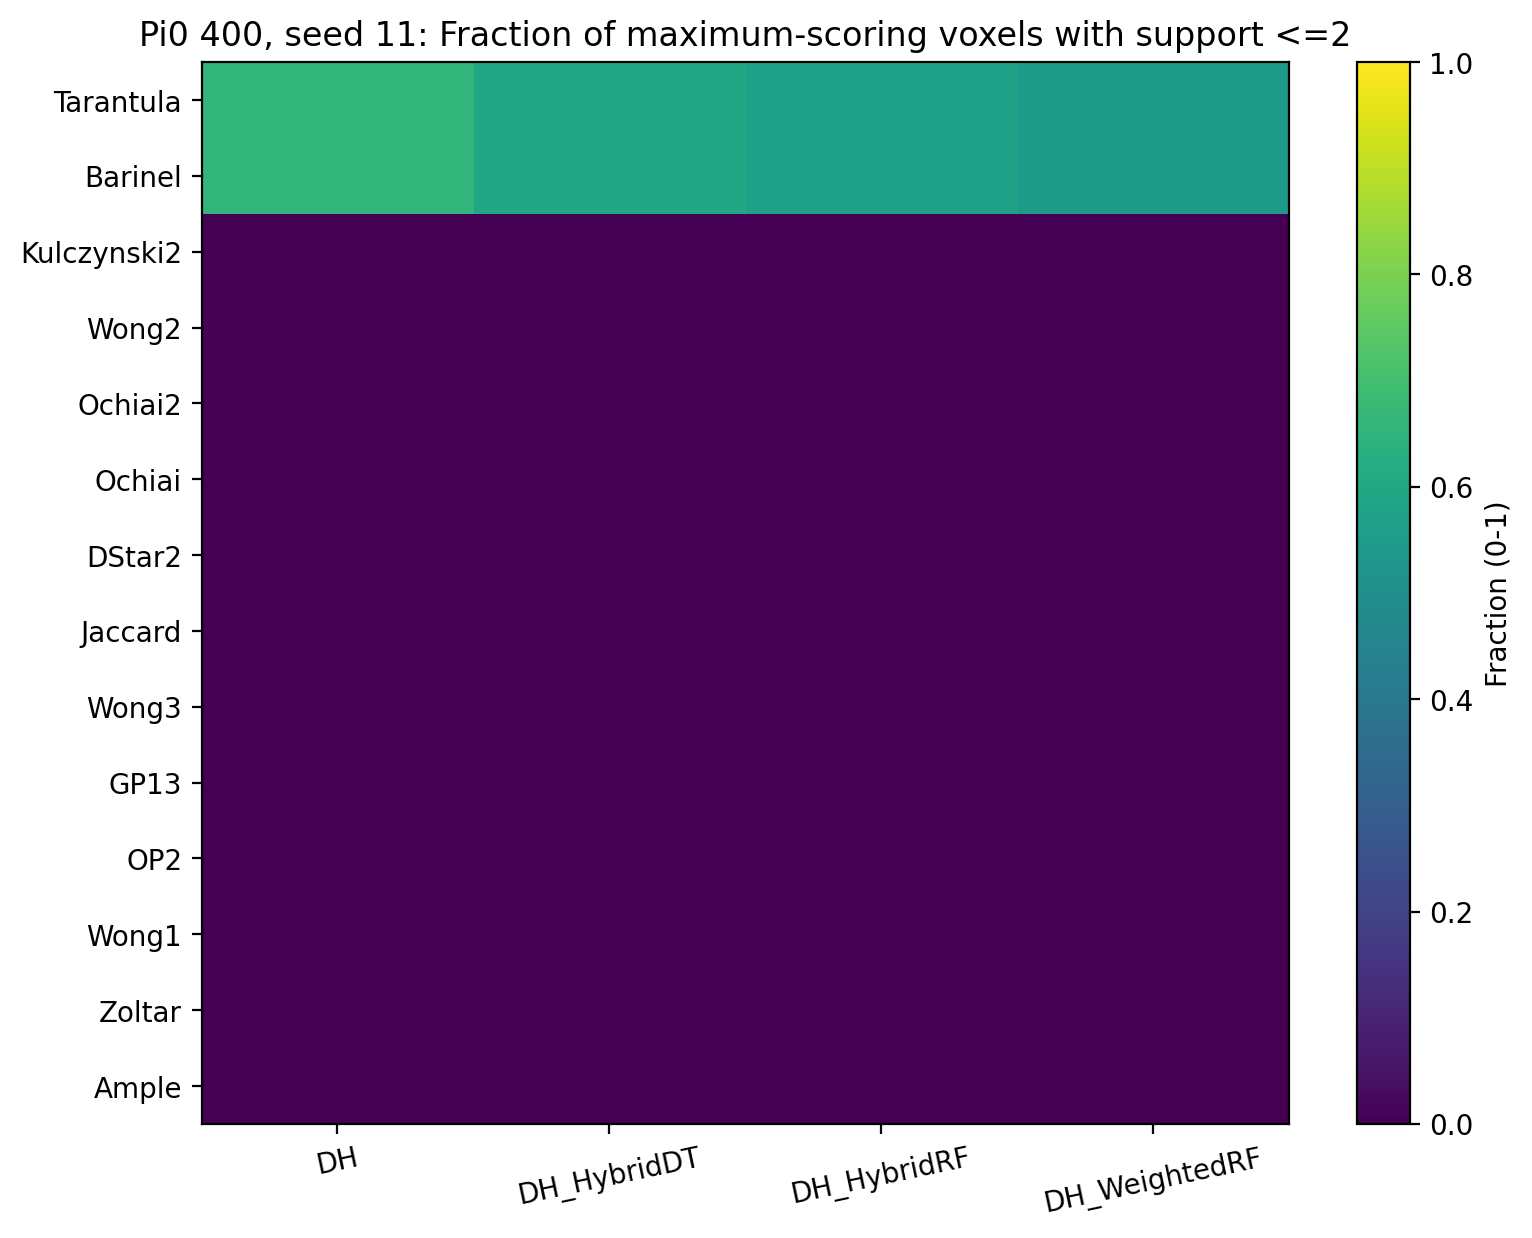 Pi0 400, seed 11: Fraction of maximum-scoring voxels with support <=2
Tarantula
Barinel
Kulczynski2
Wong2
Ochiai2
Ochiai
DStar2
Jaccard
Wong3
GP13
OP2
Wong1
Zoltar
Ample
DH
DH_HybridDT
DH_HybridRF
DH_WeightedRF
1.0
0.8
0.6
0.4
0.2
0.0
Fraction (0-1)